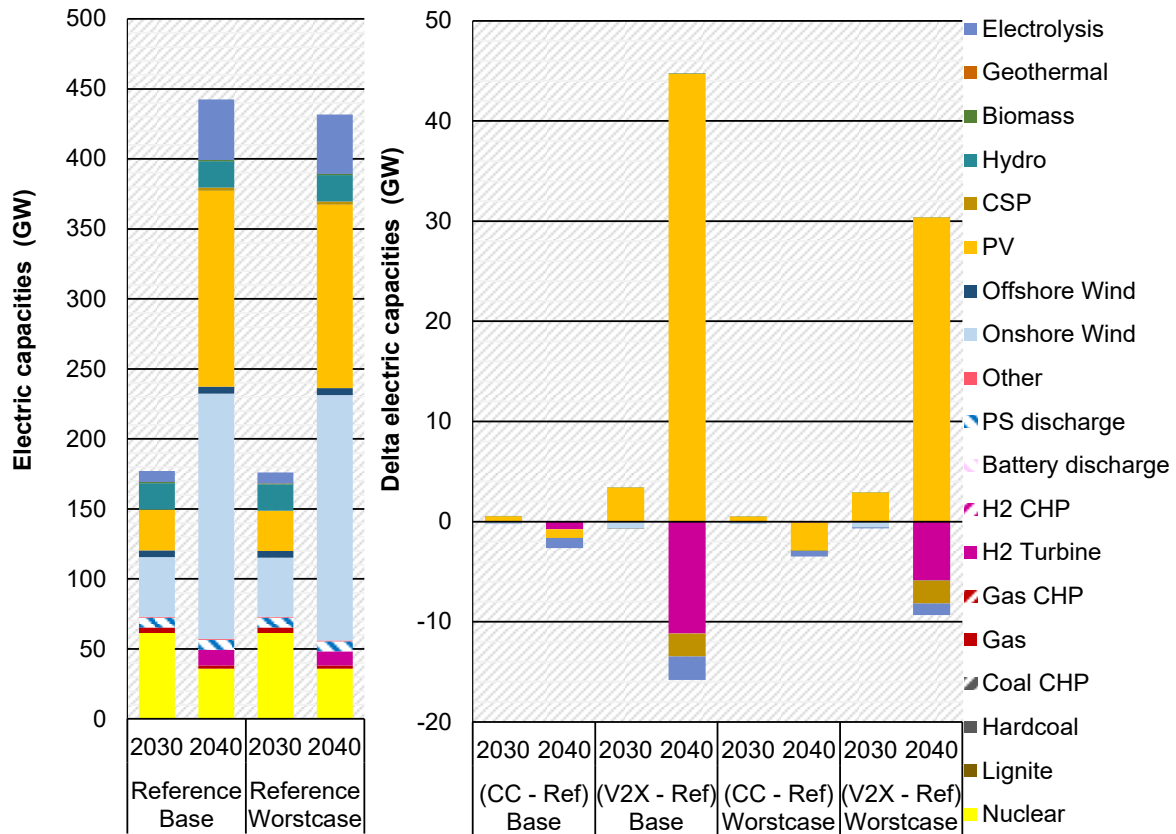 Electric capacities (GW)
500
450
400
350
300
250
200
150
100
50
0
2030 2040 2030 2040
Reference Base
Reference Worstcase
Delta electric capacities (GW)
50
40
30
20
10
0
-10
-20
2030 2040 2030 2040 2030 2040 2030 2040
(CC - Ref) (V2X - Ref) (CC - Ref) (V2X - Ref)
Base Base Worstcase Worstcase
Electrolysis
Geothermal
Biomass
Hydro
CSP
PV
Offshore Wind
Onshore Wind
Other
PS discharge
Battery discharge
H2 CHP
H2 Turbine
Gas CHP
Gas
Coal CHP
Hardcoal
Lignite
Nuclear